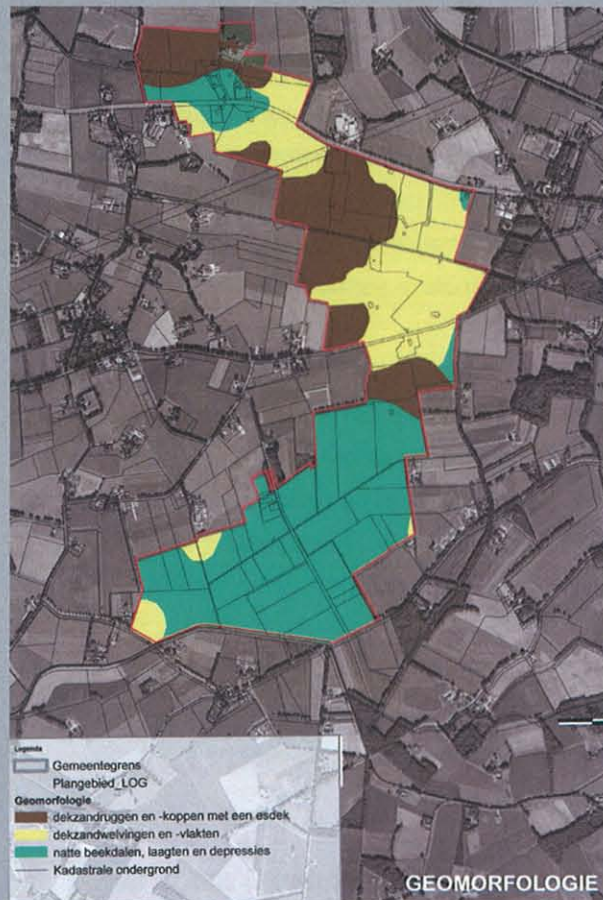 Legenda
Gemeentegrens
Plangebied_LOG
Geomorfologie
dekzandruggen en -koppen met een esdek
dekzandwelvingen en -vlakten
natte beekdalen, laagten en depressies
Kadastrale ondergrond
GEOMORFOLOGIE